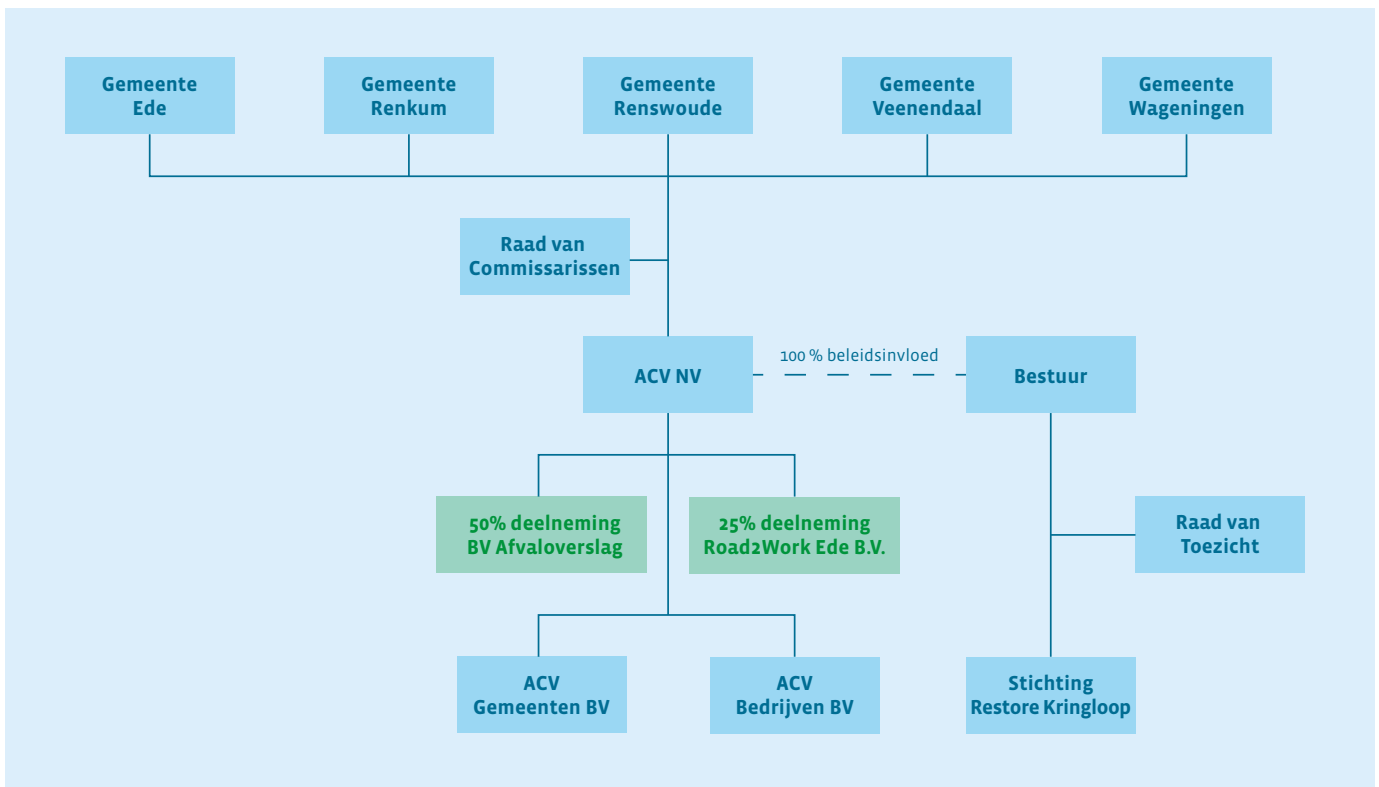 Gemeente
Ede
Gemeente
Renkum
Gemeente
Renswoude
Gemeente
Veenendaal
Gemeente
Wageningen
Raad van
Commissarissen
ACV NV
100 % beleidsinvloed
Bestuur
50% deelneming
BV Afvaloverslag
25% deelneming
Road2Work Ede B.V.
Raad van
Toezicht
ACV
Gemeenten BV
ACV
Bedrijven BV
Stichting
Restore Kringloop